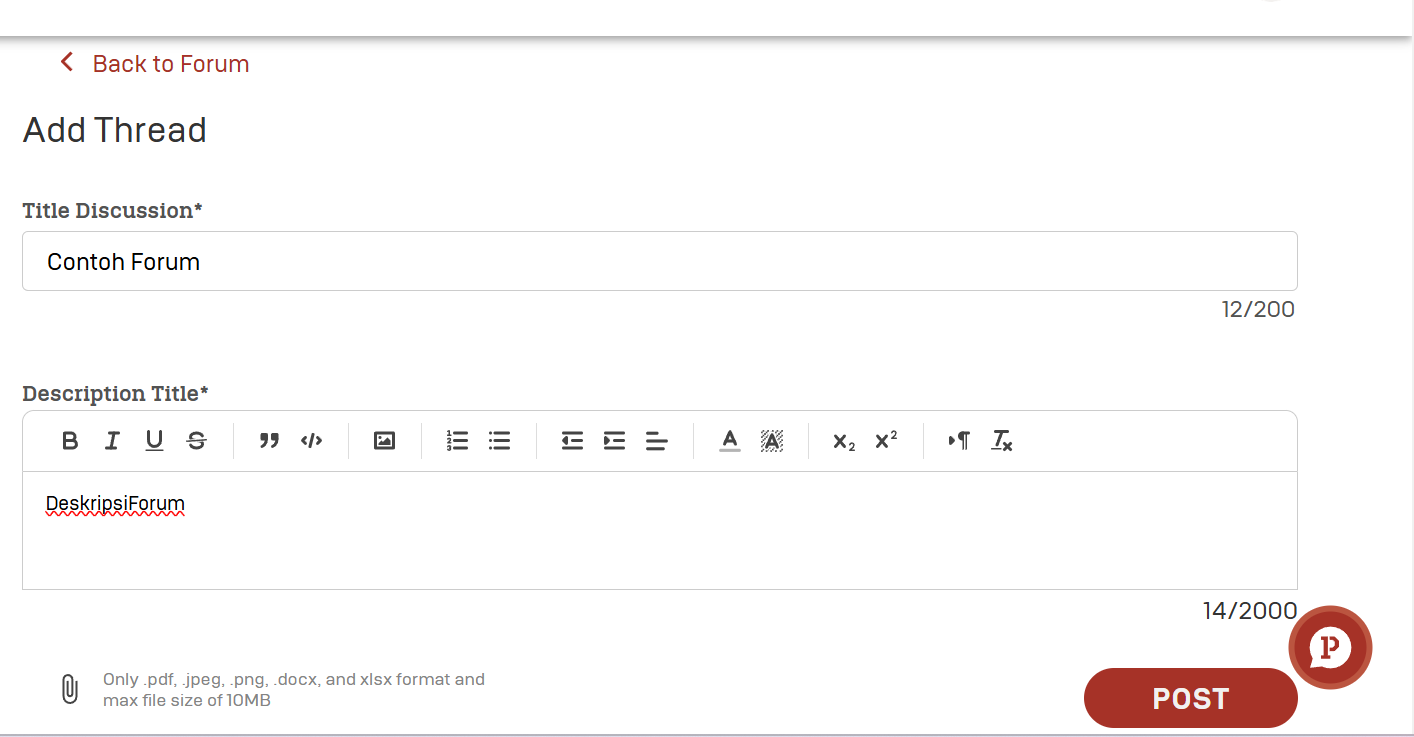 Back to Forum
Add Thread
Title Discussion*
Contoh Forum
12/200
Description Title*
DeskripsiForum
14/2000
Only .pdf, .jpeg, .png, .docx, and xlsx format and
max file size of 10MB
POST
P